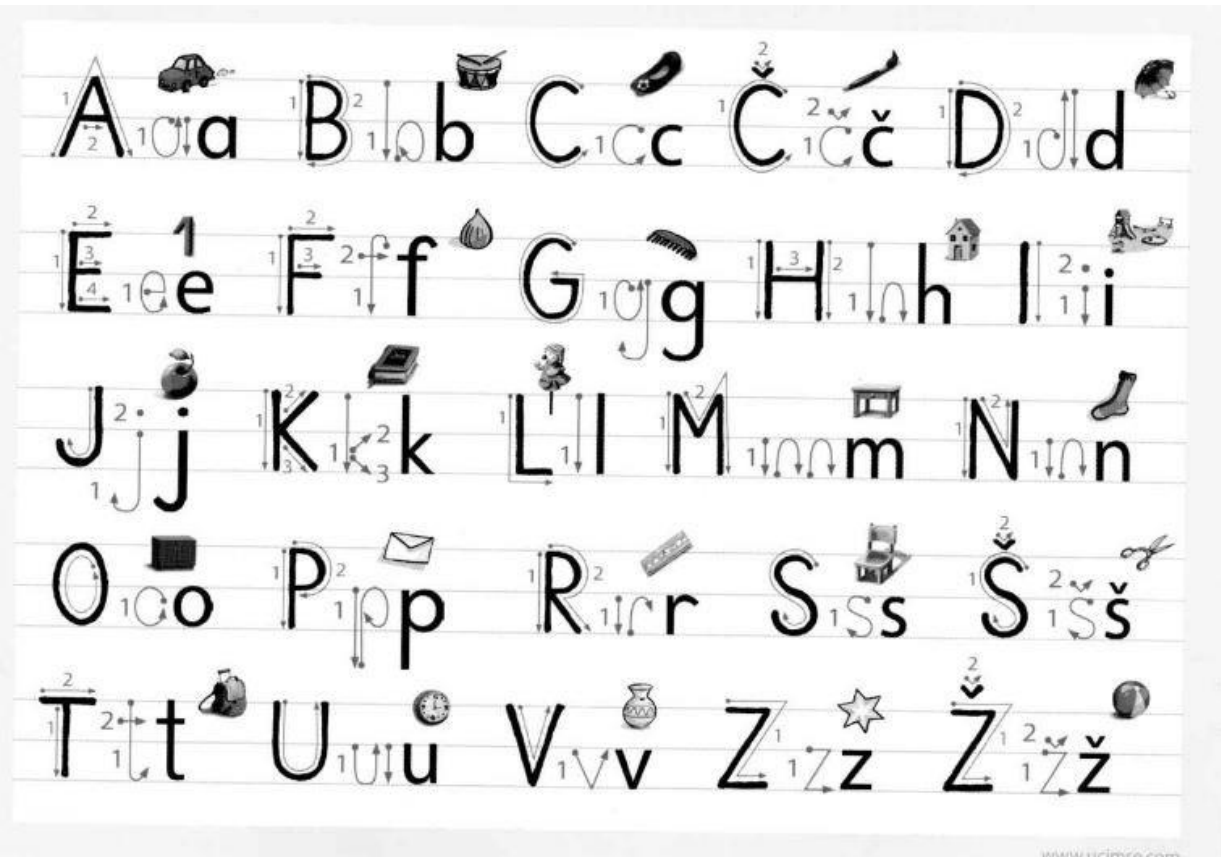 A a B b C c Č č D d
E e F f G g H h I i
J j K k L l M m N n
O o P p R r S s Š š
T t U u V v Z z Ž ž
www.ucimse.com